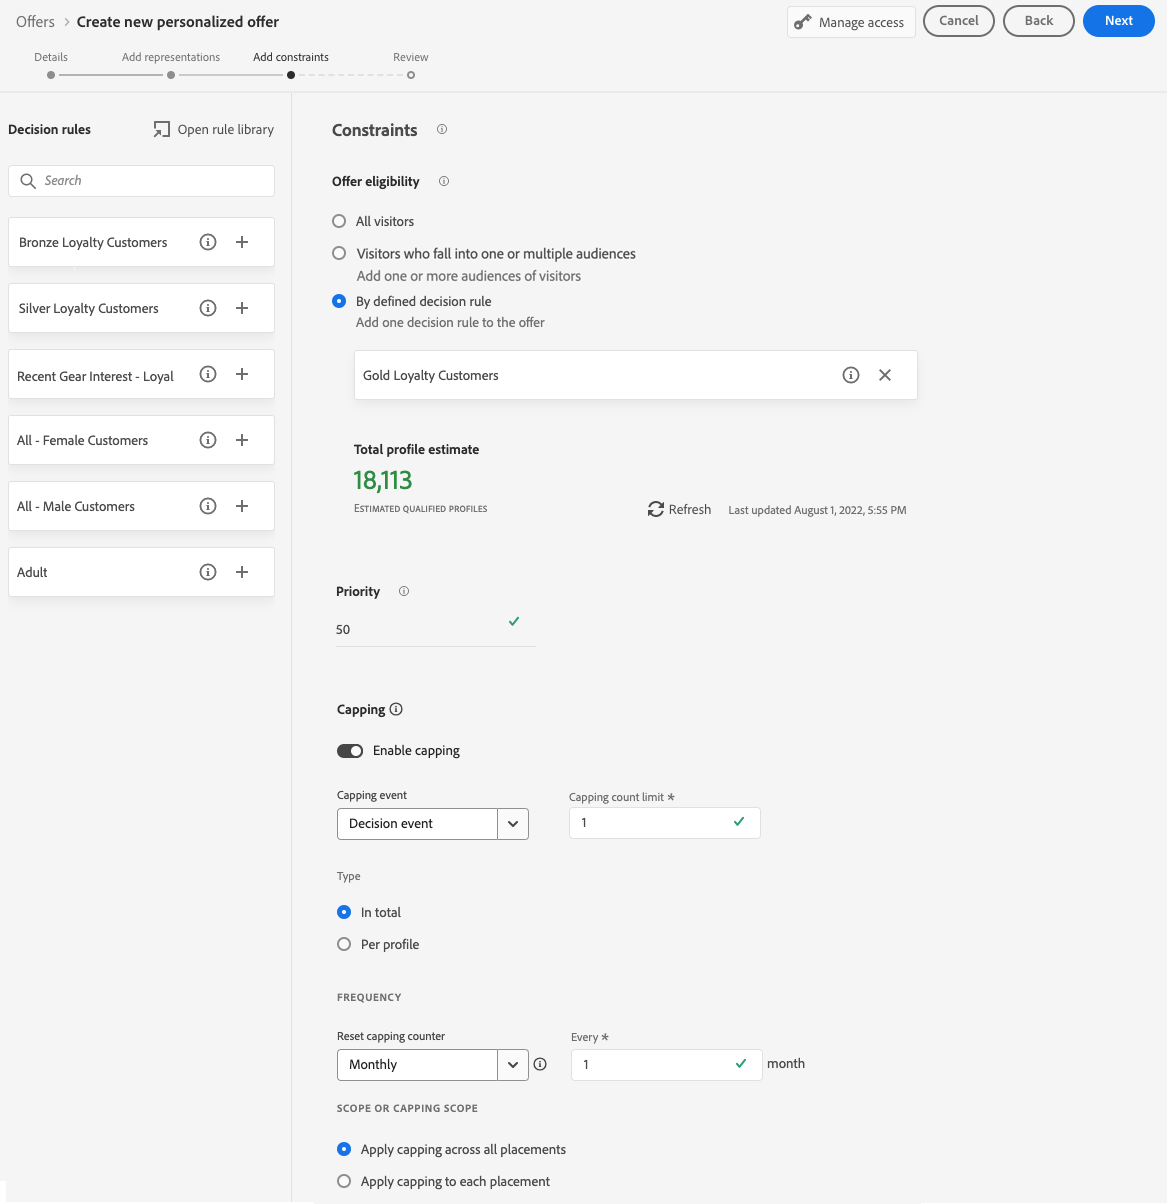 Offers > Create new personalized offer
Manage access
Cancel
Back
Next
Details
Add representations
Add constraints
Review
Decision rules
Open rule library
Search
Bronze Loyalty Customers
Silver Loyalty Customers
Recent Gear Interest - Loyal
All - Female Customers
All - Male Customers
Adult
Constraints
Offer eligibility
All visitors
Visitors who fall into one or multiple audiences
Add one or more audiences of visitors
By defined decision rule
Add one decision rule to the offer
Gold Loyalty Customers
Total profile estimate
18,113
ESTIMATED QUALIFIED PROFILES
Refresh
Last updated August 1, 2022, 5:55 PM
Priority
50
Capping
Enable capping
Capping event
Decision event
Capping count limit *
1
Type
In total
Per profile
FREQUENCY
Reset capping counter
Monthly
Every *
1
month
SCOPE OR CAPPING SCOPE
Apply capping across all placements
Apply capping to each placement